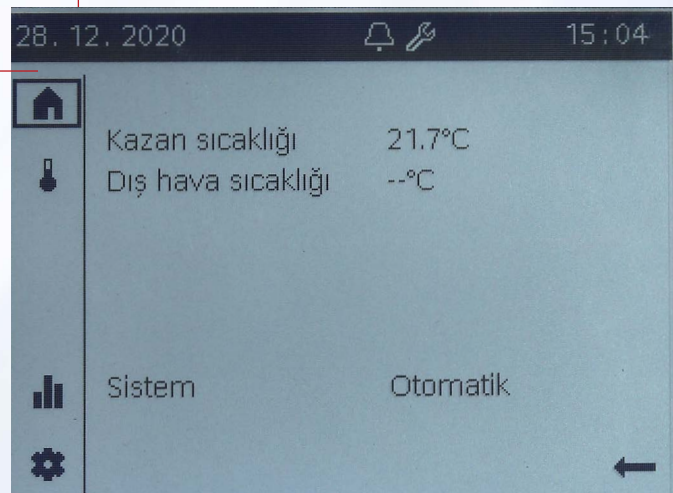 28. 12. 2020 15:04
Kazan sıcaklığı 21.7°C
Dış hava sıcaklığı --°C
Sistem Otomatik